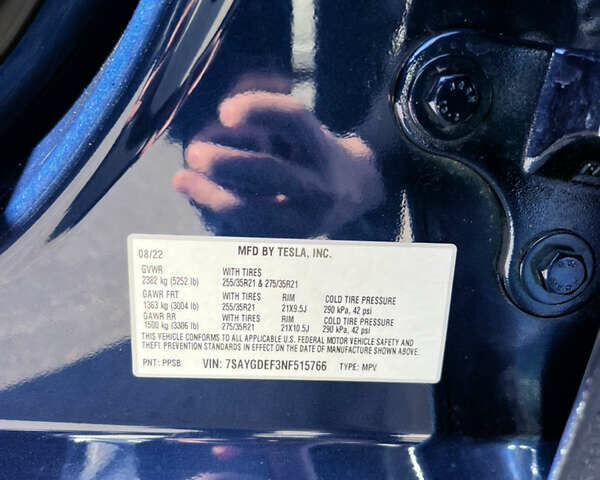 08/22 MFD BY TESLA, INC.
GVWR WITH TIRES
2382 kg (5252 lb) 255/35R21 & 275/35R21
GAWR FRT WITH TIRES RIM COLD TIRE PRESSURE
1363 kg (3004 lb) 255/35R21 21X9.5J 290 kPa, 42 psi
GAWR RR WITH TIRES RIM COLD TIRE PRESSURE
1500 kg (3306 lb) 275/35R21 21X10.5J 290 kPa, 42 psi
THIS VEHICLE CONFORMS TO ALL APPLICABLE U.S. FEDERAL MOTOR VEHICLE SAFETY AND
THEFT PREVENTION STANDARDS IN EFFECT ON THE DATE OF MANUFACTURE SHOWN ABOVE.
PNT: PPSB VIN: 7SAYGDEF3NF515766 TYPE: MPV